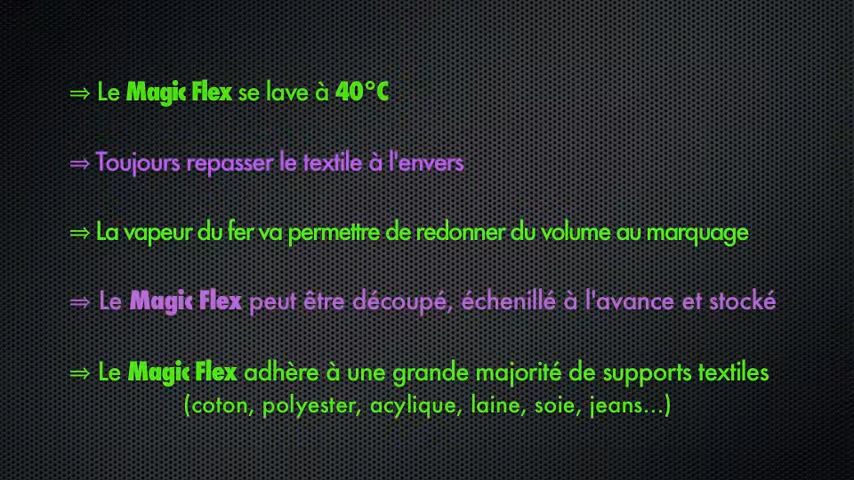 ⇒ Le Magic Flex se lave à 40°C
⇒ Toujours repasser le textile à l'envers
⇒ La vapeur du fer va permettre de redonner du volume au marquage
⇒ Le Magic Flex peut être découpé, échenillé à l'avance et stocké
⇒ Le Magic Flex adhère à une grande majorité de supports textiles
(coton, polyester, acylique, laine, soie, jeans...)